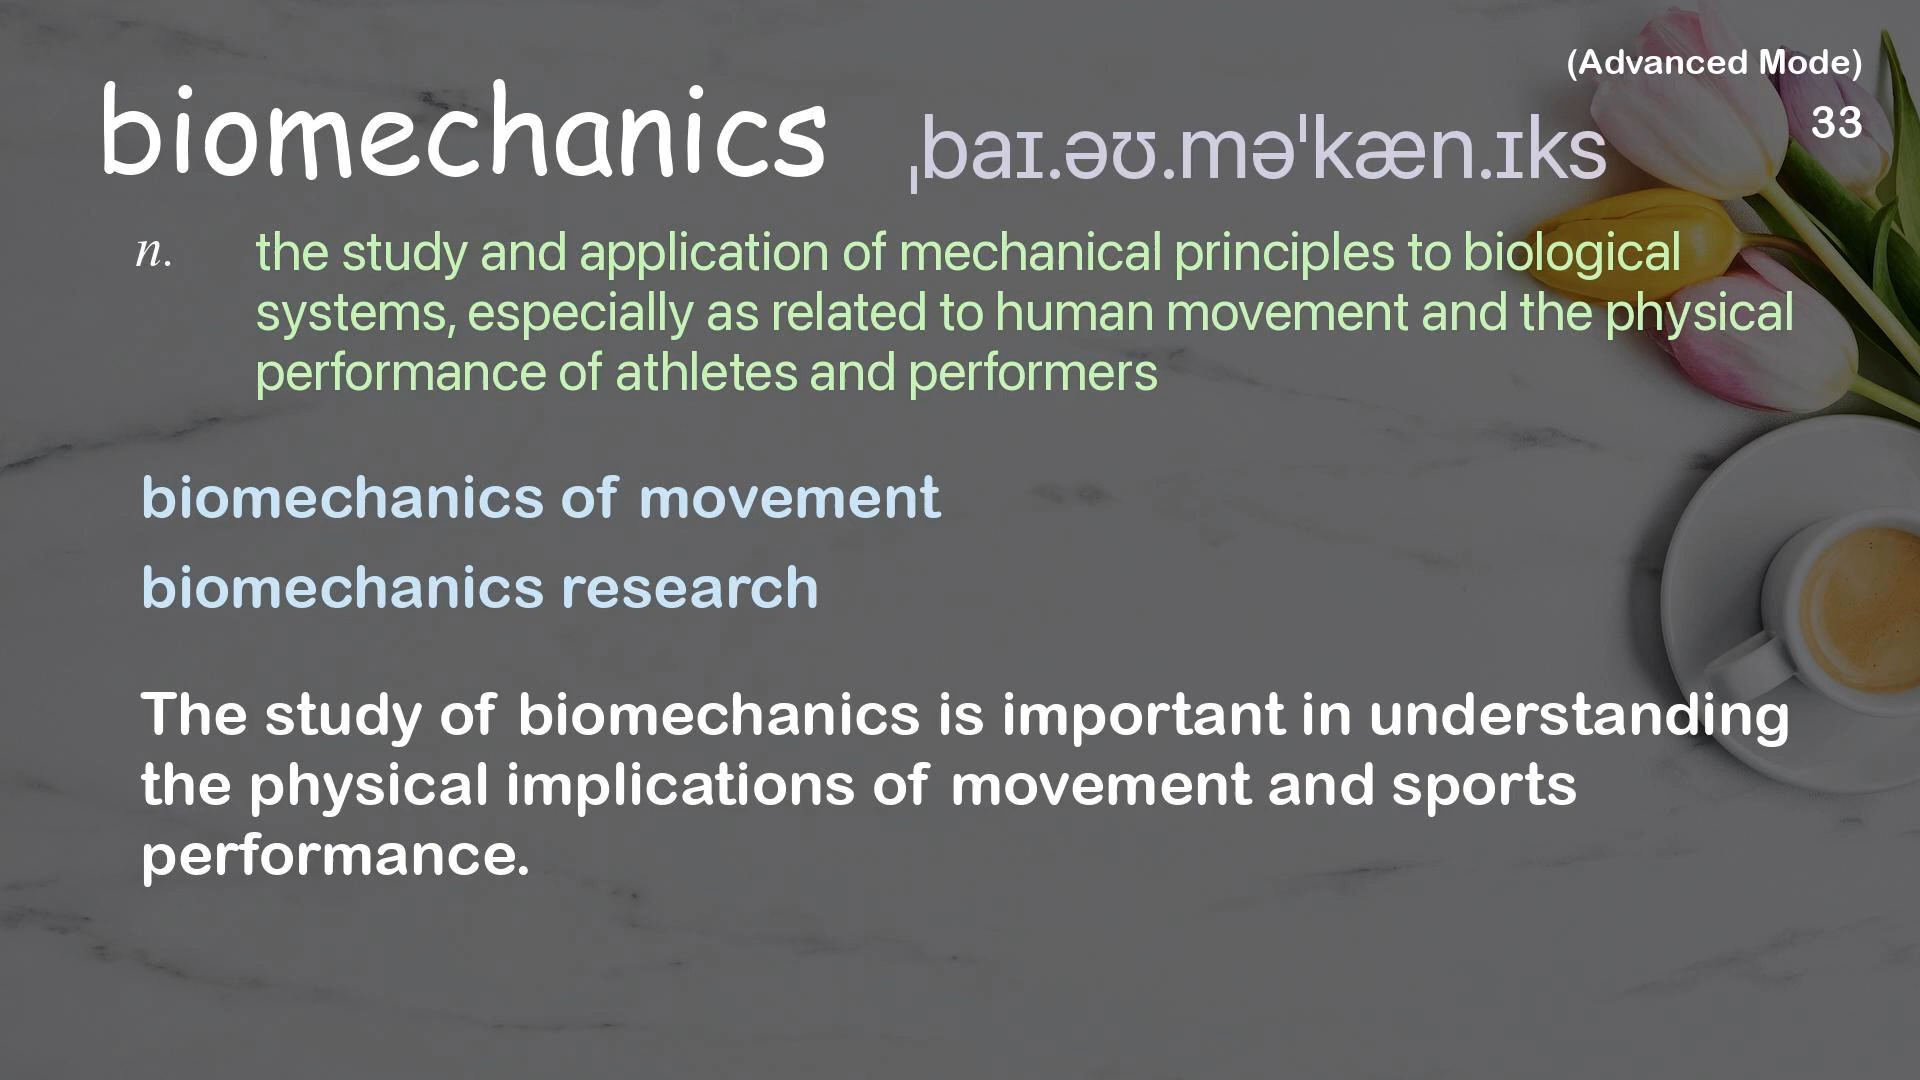 (Advanced Mode)
biomechanics ˌbaɪ.əʊ.məˈkæn.ɪks 33
n. the study and application of mechanical principles to biological
systems, especially as related to human movement and the physical
performance of athletes and performers
biomechanics of movement
biomechanics research
The study of biomechanics is important in understanding
the physical implications of movement and sports
performance.